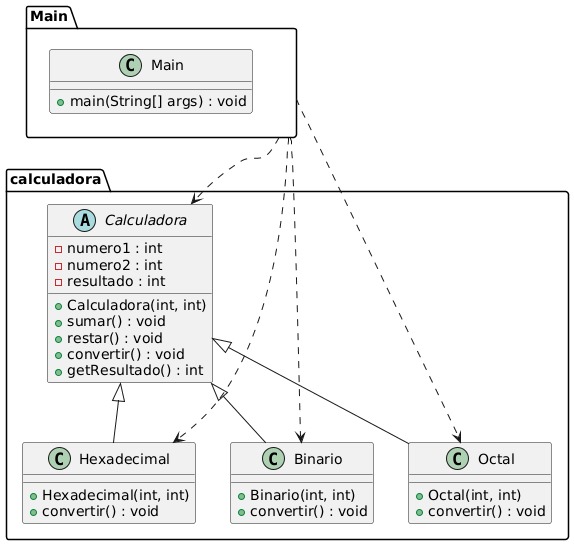 Main
C Main
main(String[] args) : void
calculadora
A Calculadora
numero1 : int
numero2 : int
resultado : int
Calculadora(int, int)
sumar() : void
restar() : void
convertir() : void
getResultado() : int
C Hexadecimal
Hexadecimal(int, int)
convertir() : void
C Binario
Binario(int, int)
convertir() : void
C Octal
Octal(int, int)
convertir() : void